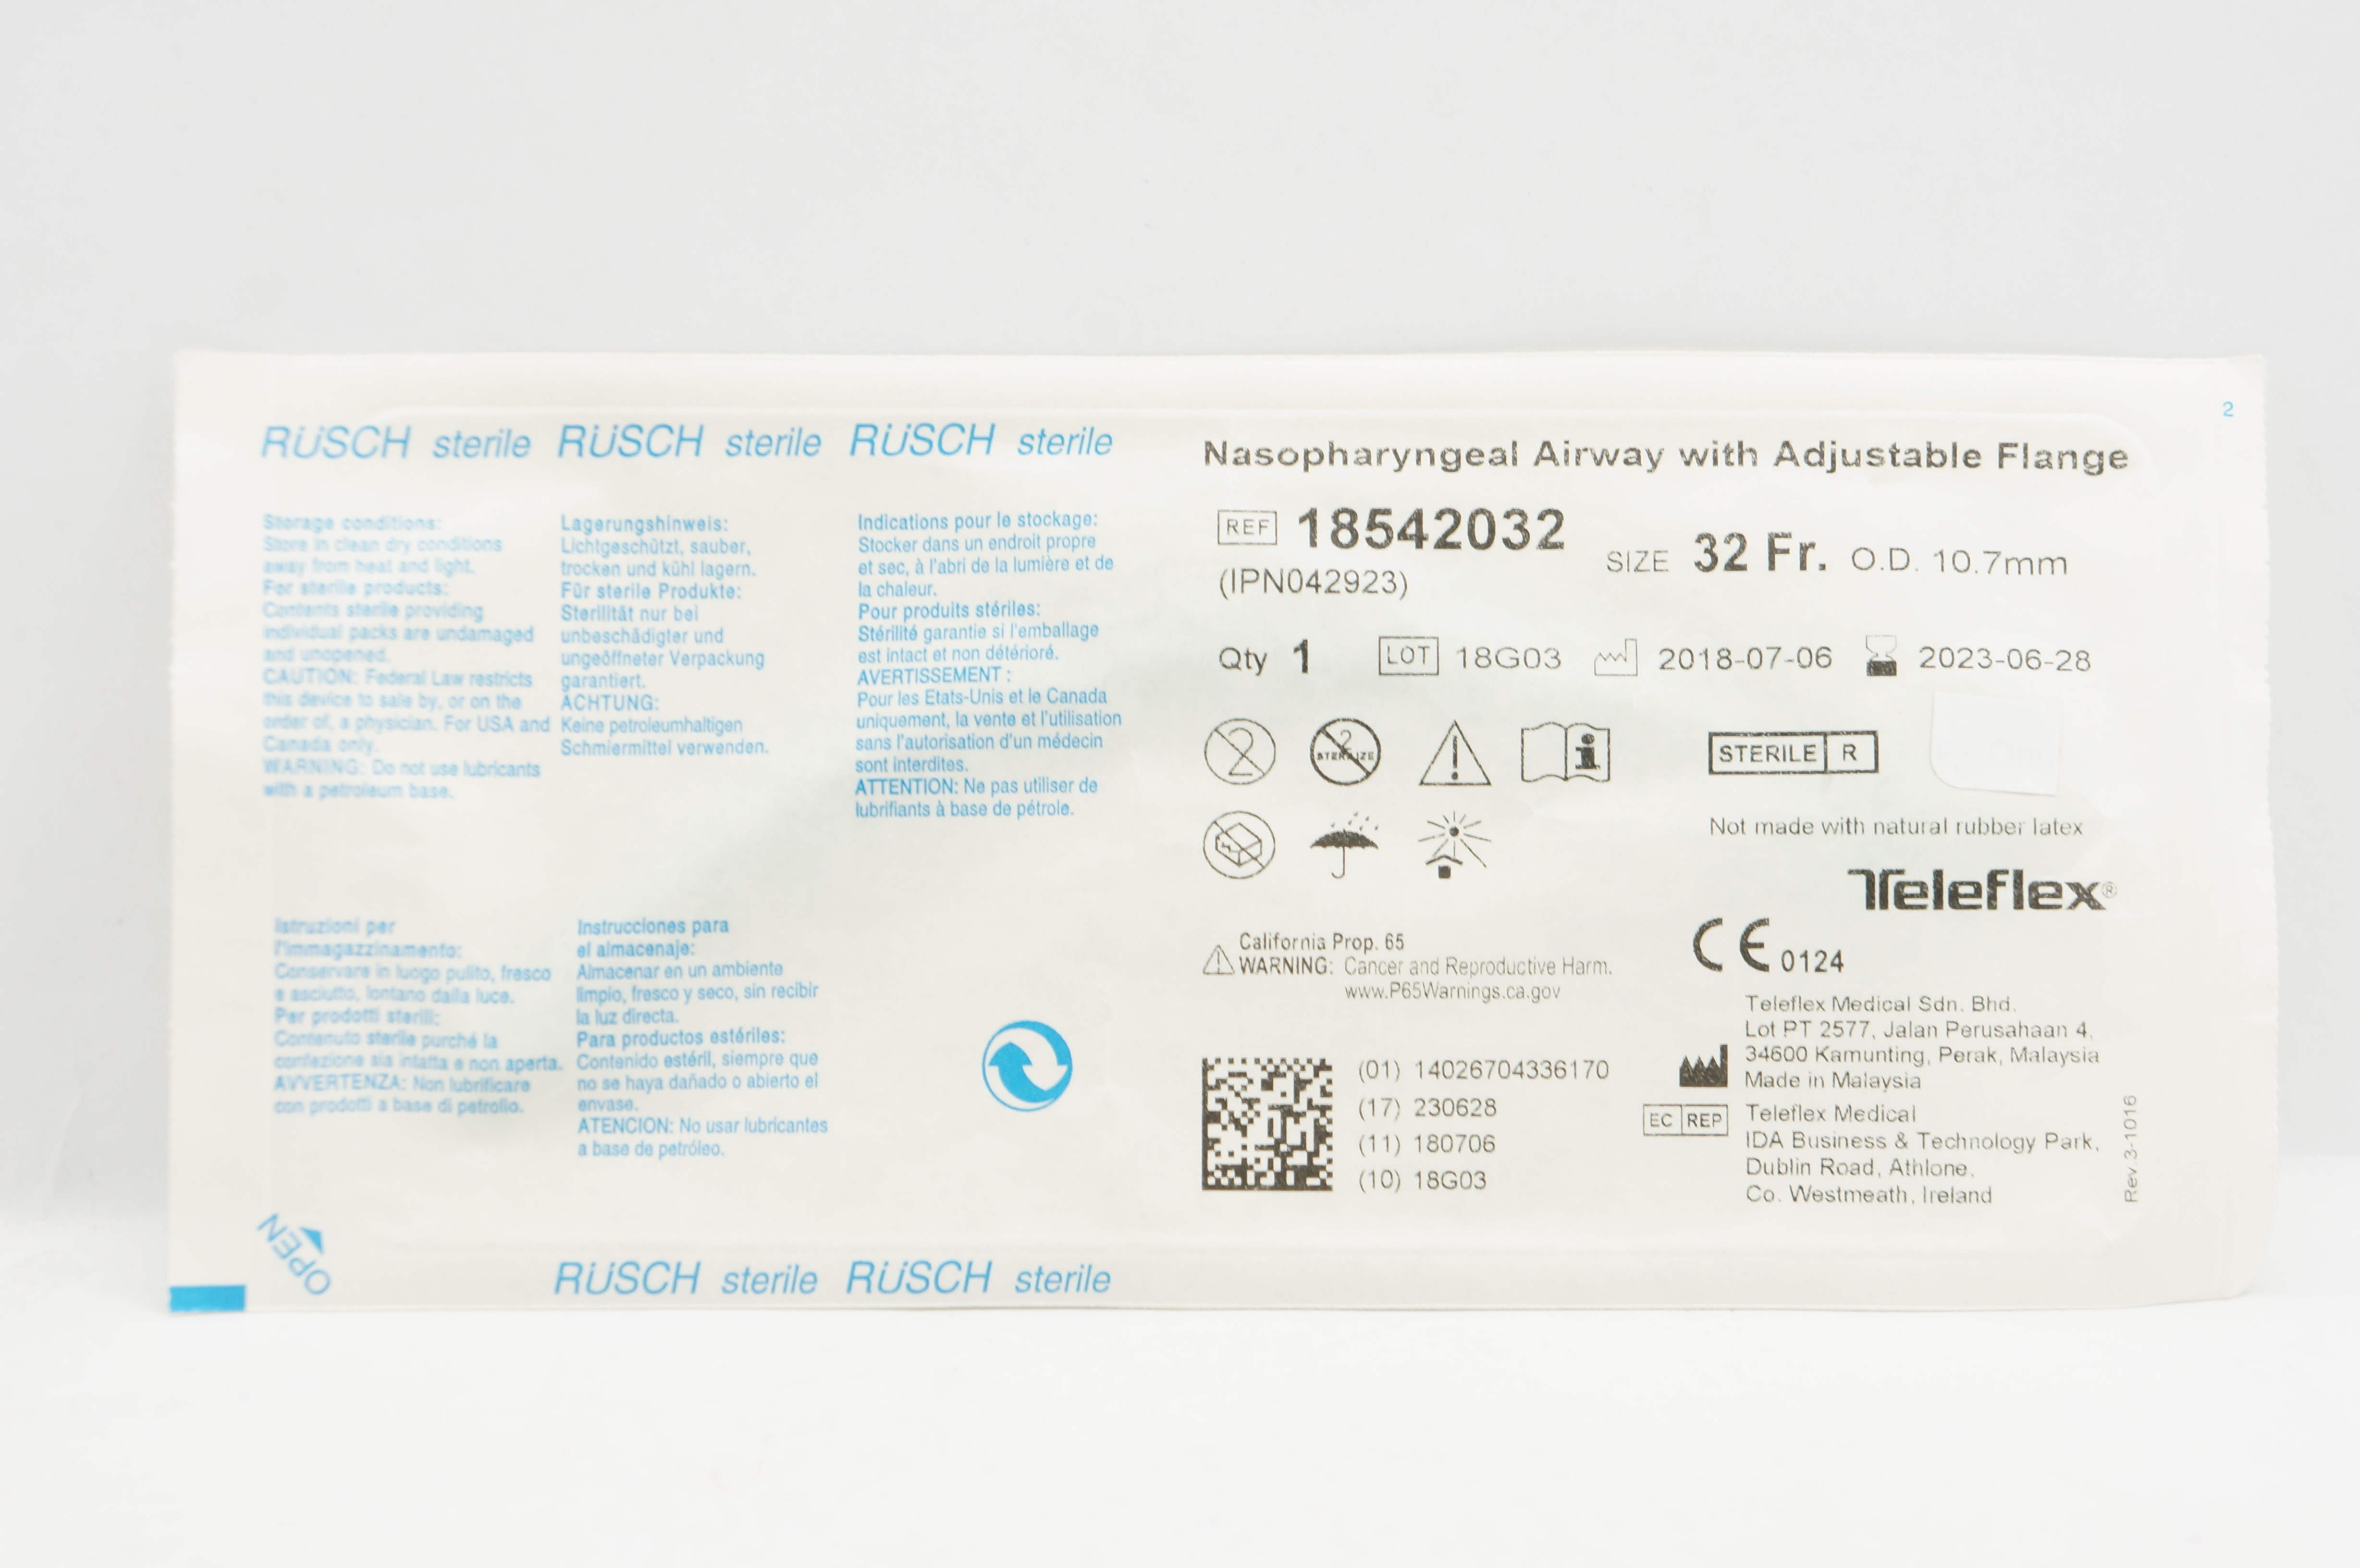 RÜSCH sterile RÜSCH sterile RÜSCH sterile
Storage conditions:
Store in clean dry conditions
away from heat and light.
For sterile products:
Contents sterile providing
individual packs are undamaged
and unopened.
CAUTION: Federal Law restricts
this device to sale by, or on the
order of, a physician. For USA and
Canada only.
WARNING: Do not use lubricants
with a petroleum base.
Lagerungshinweis:
Lichtgeschützt, sauber,
trocken und kühl lagern.
Für sterile Produkte:
Sterilität nur bei
unbeschädigter und
ungeöffneter Verpackung
garantiert.
ACHTUNG:
Keine petroleumhaltigen
Schmiermittel verwenden.
Indications pour le stockage:
Stocker dans un endroit propre
et sec, à l'abri de la lumière et de
la chaleur.
Pour produits stériles:
Stérilité garantie si l'emballage
est intact et non détérioré.
AVERTISSEMENT :
Pour les Etats-Unis et le Canada
uniquement, la vente et l'utilisation
sans l'autorisation d'un médecin
sont interdites.
ATTENTION: Ne pas utiliser de
lubrifiants à base de pétrole.
Istruzioni per
l'immagazzinamento:
Conservare in luogo pulito, fresco
e asciutto, lontano dalla luce.
Per prodotti sterili:
Contenuto sterile purché la
confezione sia intatta e non aperta.
AVVERTENZA: Non lubrificare
con prodotti a base di petrolio.
Instrucciones para
el almacenaje:
Almacenar en un ambiente
limpio, fresco y seco, sin recibir
la luz directa.
Para productos estériles:
Contenido estéril, siempre que
no se haya dañado o abierto el
envase.
ATENCION: No usar lubricantes
a base de petróleo.
OPEN
RÜSCH sterile RÜSCH sterile
2
Nasopharyngeal Airway with Adjustable Flange
REF 18542032
(IPN042923)
SIZE 32 Fr. O.D. 10.7mm
Qty 1 LOT 18G03 2018-07-06 2023-06-28
2
2 STERILIZE
STERILE R
Not made with natural rubber latex
Teleflex®
CE 0124
California Prop. 65
WARNING: Cancer and Reproductive Harm.
www.P65Warnings.ca.gov
(01) 14026704336170
(17) 230628
(11) 180706
(10) 18G03
Teleflex Medical Sdn. Bhd.
Lot PT 2577, Jalan Perusahaan 4,
34600 Kamunting, Perak, Malaysia
Made in Malaysia
EC REP
Teleflex Medical
IDA Business & Technology Park,
Dublin Road, Athlone,
Co. Westmeath, Ireland
Rev 3-1016